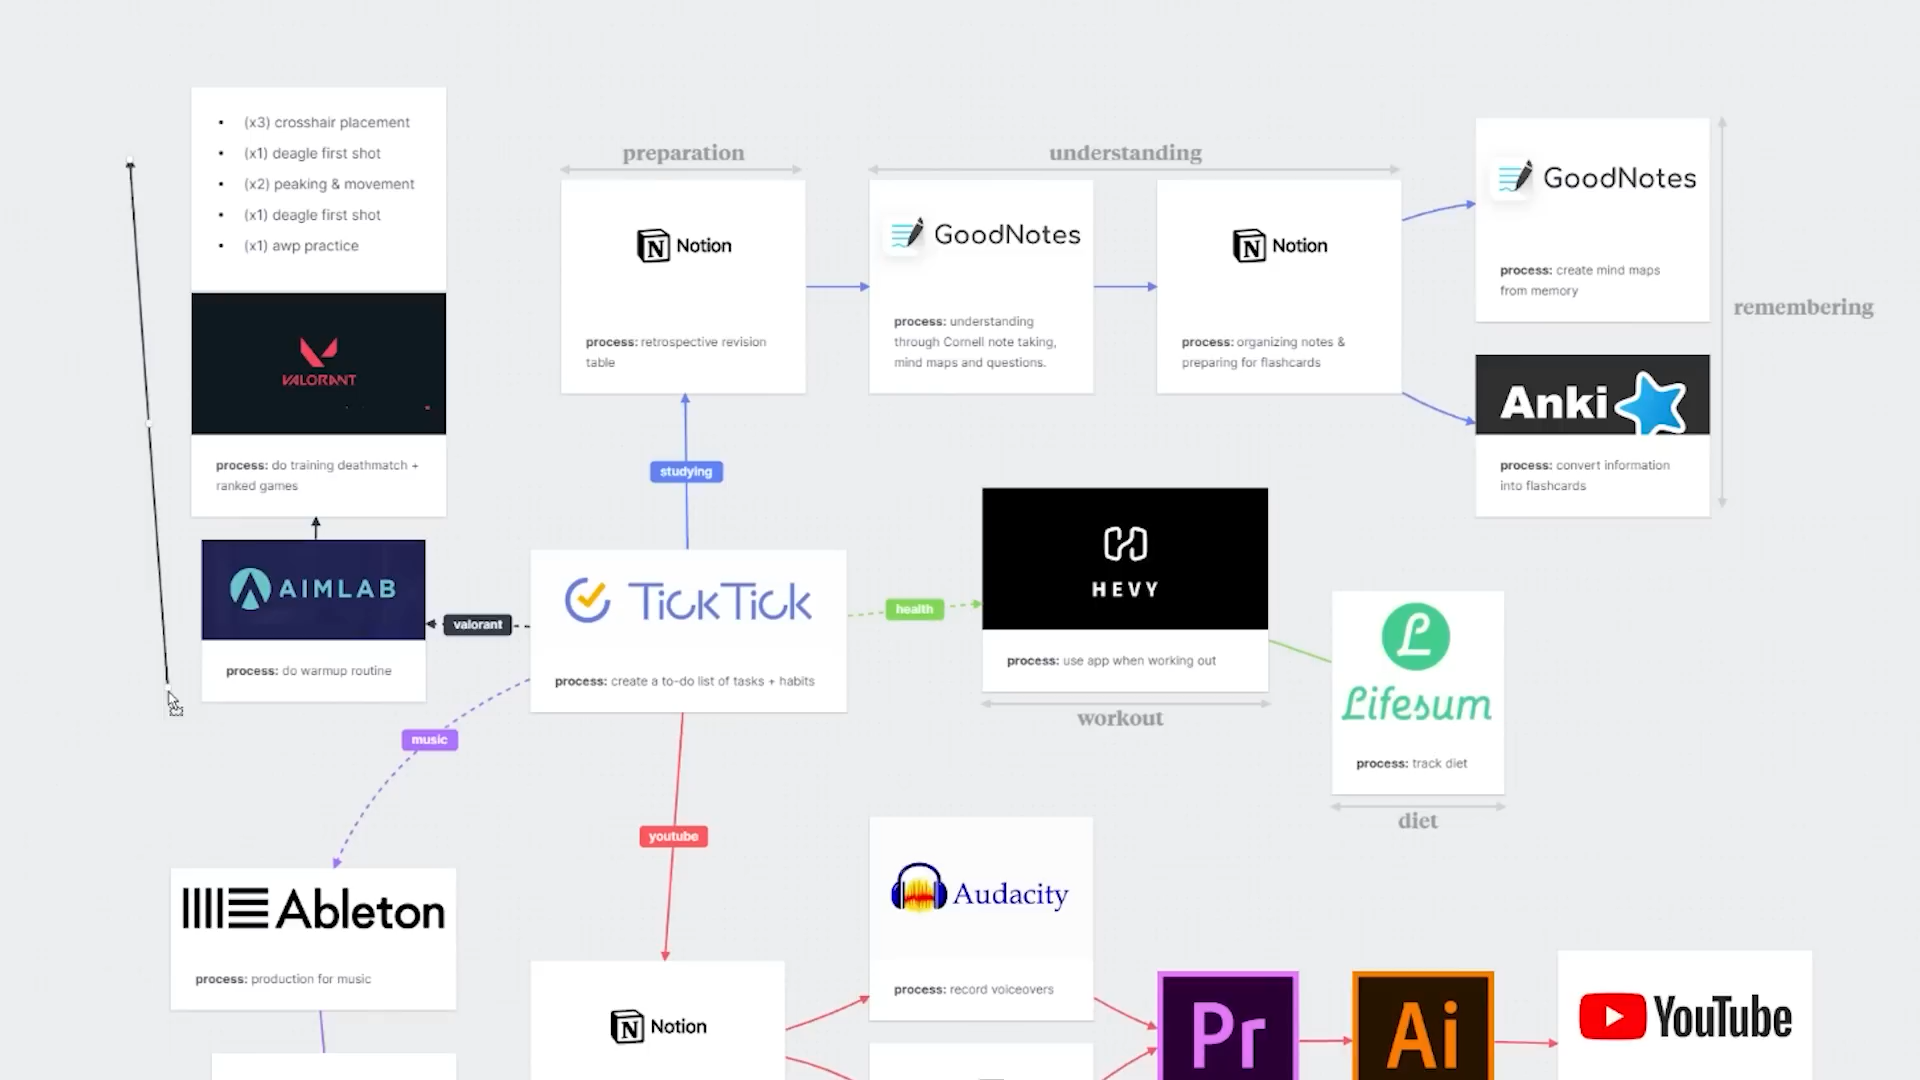 (x3) crosshair placement
(x1) deagle first shot
(x2) peaking & movement
(x1) deagle first shot
(x1) awp practice
VALORANT
process: do training deathmatch +
ranked games
AIMLAB
process: do warmup routine
preparation
Notion
process: retrospective revision
table
understanding
GoodNotes
process: understanding
through Cornell note taking,
mind maps and questions.
Notion
process: organizing notes &
preparing for flashcards
GoodNotes
process: create mind maps
from memory
remembering
Anki
process: convert information
into flashcards
studying
valorant
TickTick
process: create a to-do list of tasks + habits
health
HEVY
process: use app when working out
workout
Lifesum
process: track diet
diet
music
youtube
Ableton
process: production for music
Audacity
process: record voiceovers
Notion
Pr
Ai
YouTube